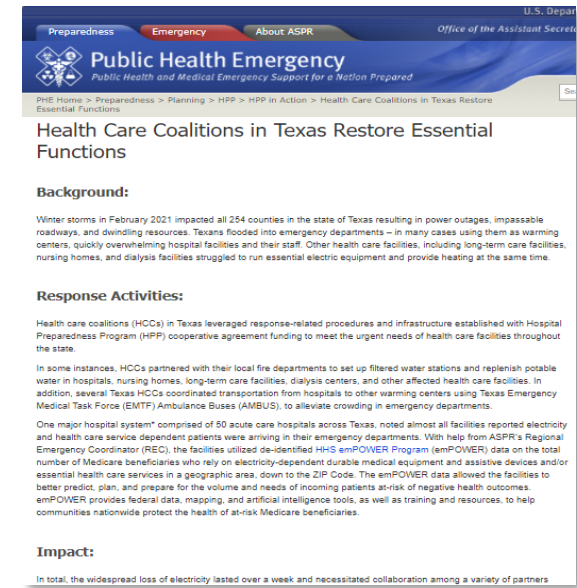 U.S. Depar
Preparedness Emergency About ASPR Office of the Assistant Secret
Public Health Emergency
Public Health and Medical Emergency Support for a Nation Prepared
Sea
PHE Home > Preparedness > Planning > HPP > HPP in Action > Health Care Coalitions in Texas Restore
Essential Functions
Health Care Coalitions in Texas Restore Essential
Functions
Background:
Winter storms in February 2021 impacted all 254 counties in the state of Texas resulting in power outages, impassable
roadways, and dwindling resources. Texans flooded into emergency departments – in many cases using them as warming
centers, quickly overwhelming hospital facilities and their staff. Other health care facilities, including long-term care facilities,
nursing homes, and dialysis facilities struggled to run essential electric equipment and provide heating at the same time.
Response Activities:
Health care coalitions (HCCs) in Texas leveraged response-related procedures and infrastructure established with Hospital
Preparedness Program (HPP) cooperative agreement funding to meet the urgent needs of health care facilities throughout
the state.
In some instances, HCCs partnered with their local fire departments to set up filtered water stations and replenish potable
water in hospitals, nursing homes, long-term care facilities, dialysis centers, and other affected health care facilities. In
addition, several Texas HCCs coordinated transportation from hospitals to other warming centers using Texas Emergency
Medical Task Force (EMTF) Ambulance Buses (AMBUS), to alleviate crowding in emergency departments.
One major hospital system* comprised of 50 acute care hospitals across Texas, noted almost all facilities reported electricity
and health care service dependent patients were arriving in their emergency departments. With help from ASPR's Regional
Emergency Coordinator (REC), the facilities utilized de-identified HHS emPOWER Program (emPOWER) data on the total
number of Medicare beneficiaries who rely on electricity-dependent durable medical equipment and assistive devices and/or
essential health care services in a geographic area, down to the ZIP Code. The emPOWER data allowed the facilities to
better predict, plan, and prepare for the volume and needs of incoming patients at-risk of negative health outcomes.
emPOWER provides federal data, mapping, and artificial intelligence tools, as well as training and resources, to help
communities nationwide protect the health of at-risk Medicare beneficiaries.
Impact:
In total, the widespread loss of electricity lasted over a week and necessitated collaboration among a variety of partners